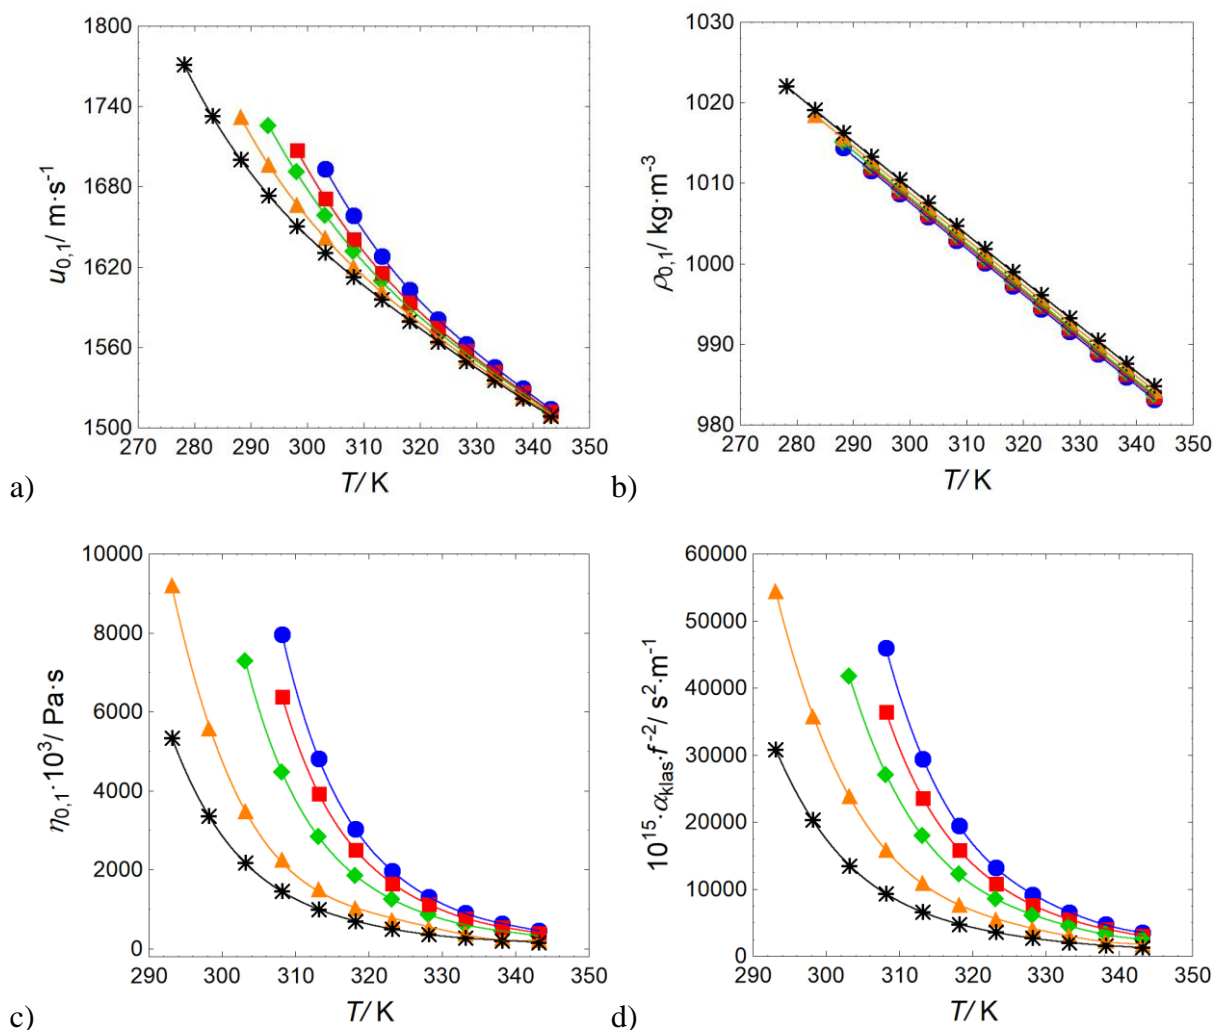 1800
1740
1680
1620
1560
1500
u₀,₁/ m·s⁻¹
270 280 290 300 310 320 330 340 350
T/ K
a)
1030
1020
1010
1000
990
980
ρ₀,₁/ kg·m⁻³
270 280 290 300 310 320 330 340 350
T/ K
b)
10000
8000
6000
4000
2000
0
η₀,₁·10³/ Pa·s
290 300 310 320 330 340 350
T/ K
c)
60000
50000
40000
30000
20000
10000
0
10¹⁵·α_klas·f⁻²/ s²·m⁻¹
290 300 310 320 330 340 350
T/ K
d)